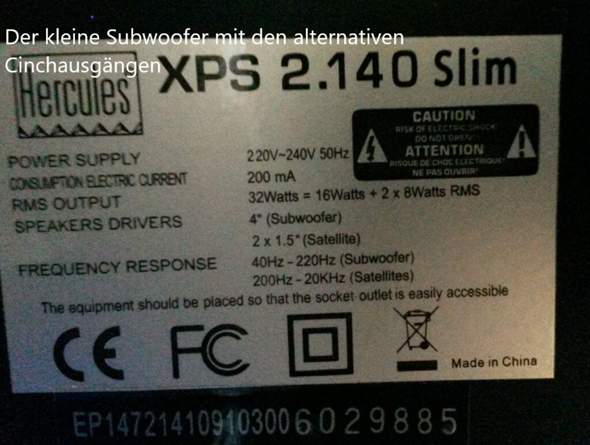 Der kleine Subwoofer mit den alternativen
Cinchausgängen
Hercules
XPS 2.140 Slim
CAUTION
RISK OF ELECTRIC SHOCK
DO NOT OPEN
ATTENTION
RISQUE DE CHOC ELECTRIQUE
NE PAS OUVRIR
POWER SUPPLY 220V~240V 50Hz
CONSUMPTION ELECTRIC CURRENT 200 mA
RMS OUTPUT 32Watts = 16Watts + 2 x 8Watts RMS
SPEAKERS DRIVERS 4" (Subwoofer)
2 x 1.5" (Satellite)
FREQUENCY RESPONSE 40Hz - 220Hz (Subwoofer)
200Hz - 20KHz (Satellites)
The equipment should be placed so that the socket outlet is easily accessible
CE FC
Made in China
EP147214109103006029885